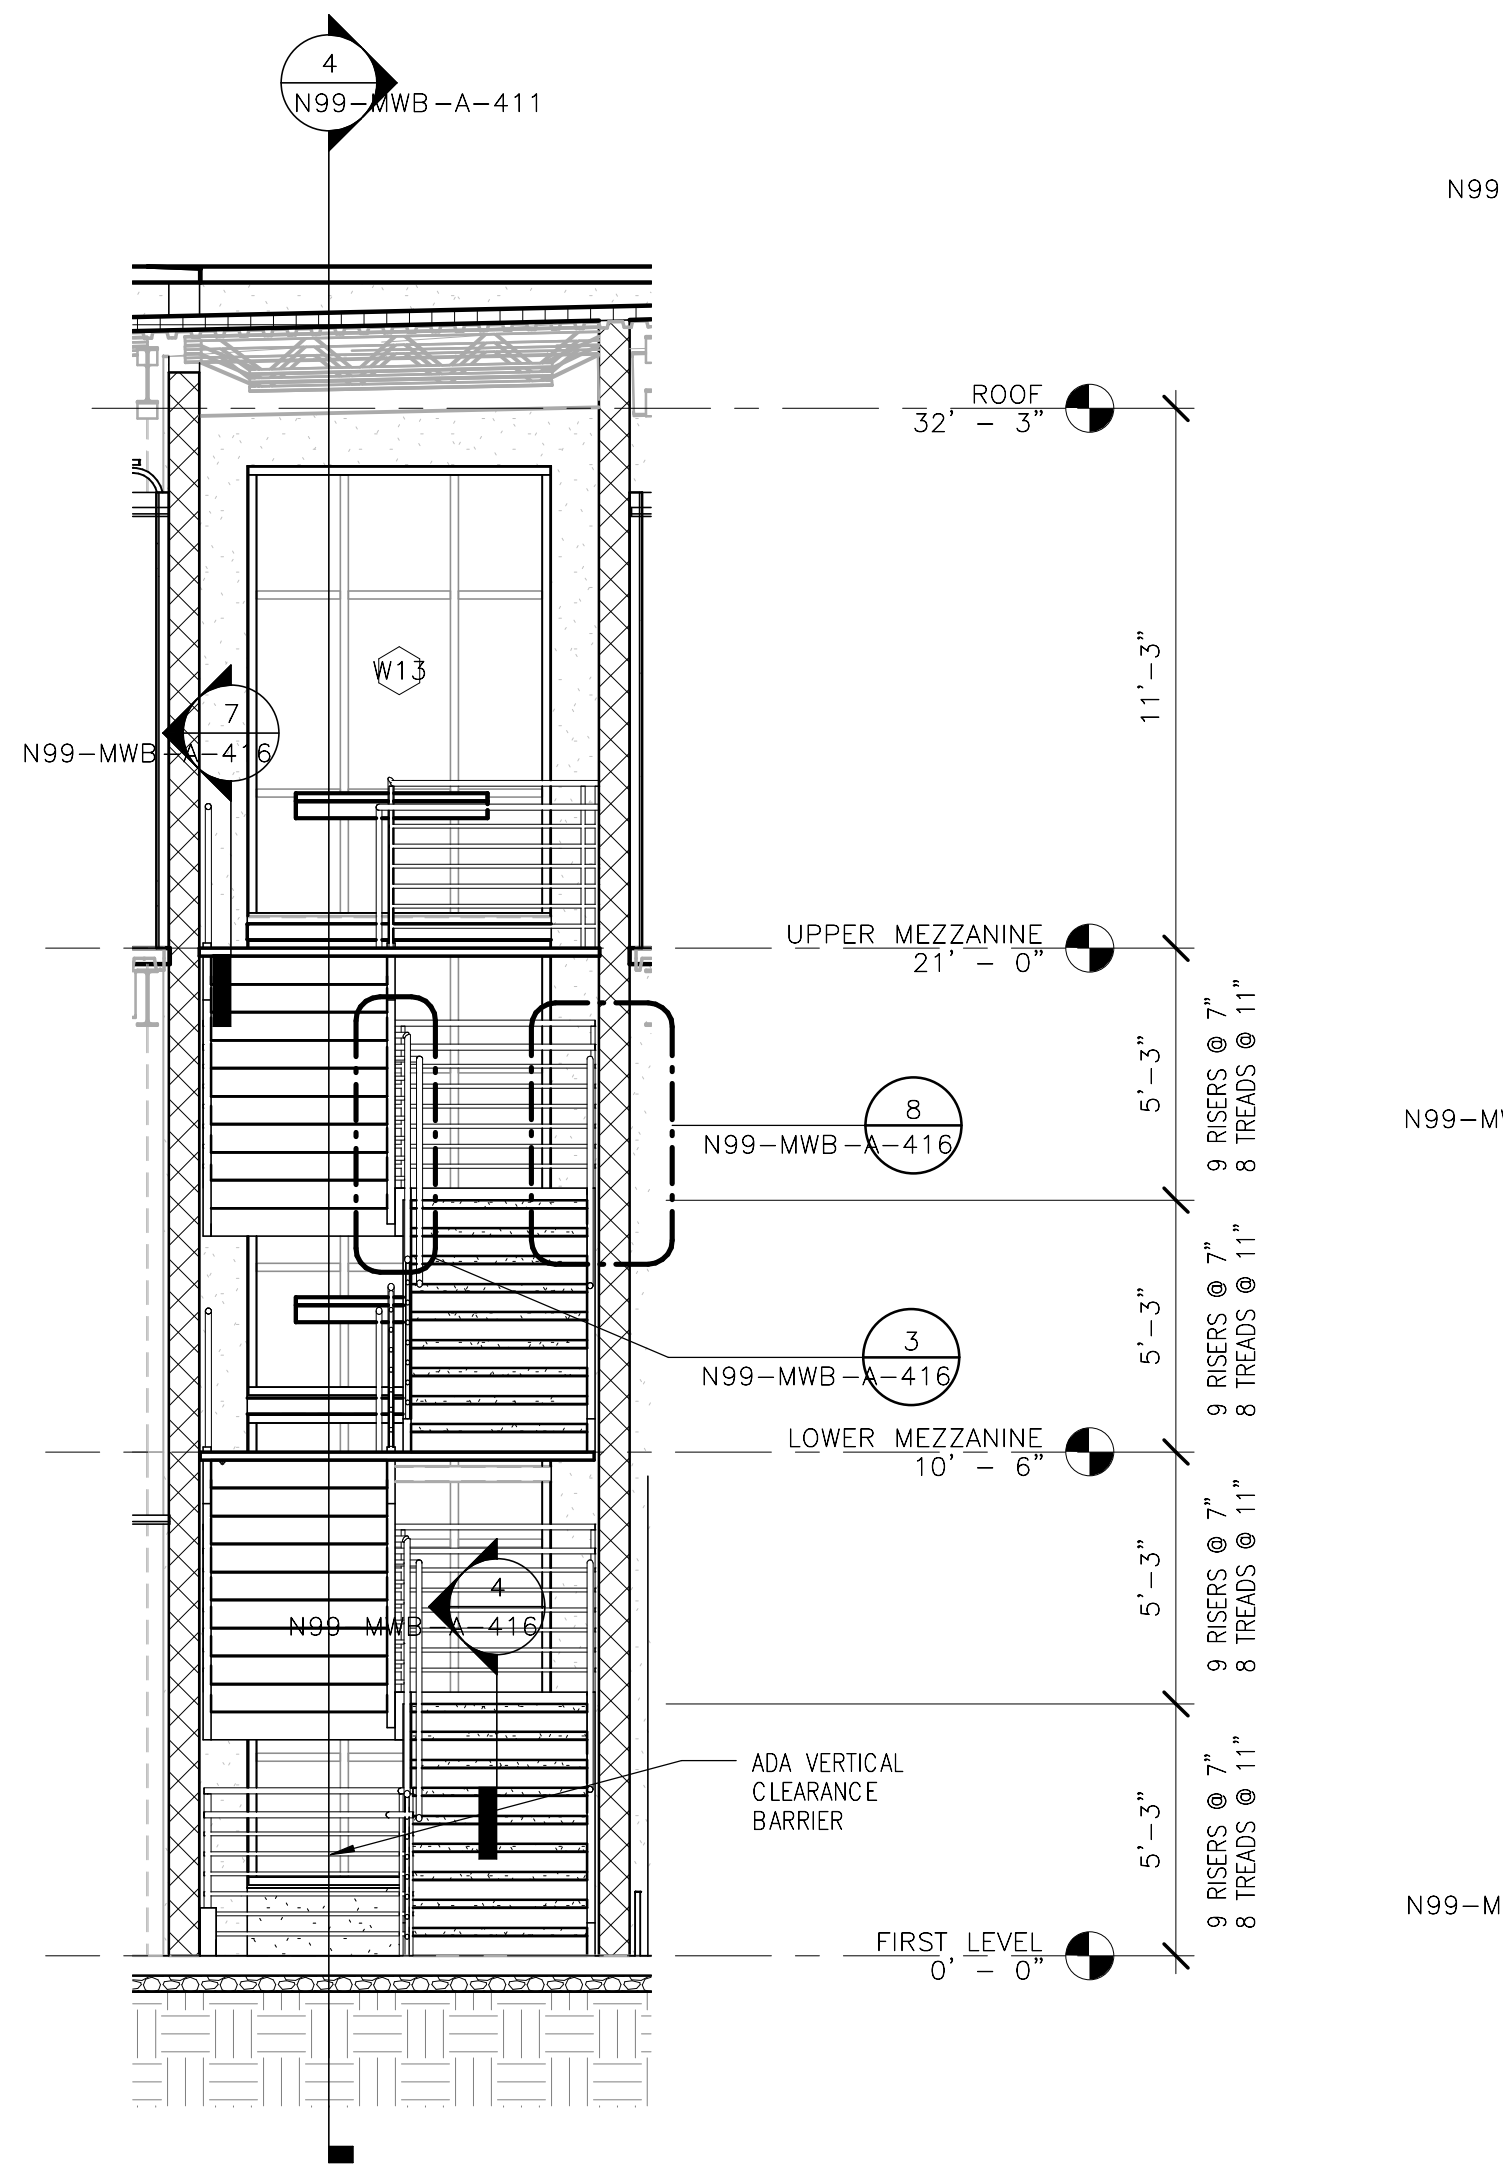 4
N99-MWB-A-411
N99
ROOF
32' - 3"
11'-3"
W13
7
N99-MWB-A-416
UPPER MEZZANINE
21' - 0"
5'-3"
9 RISERS @ 7"
8 TREADS @ 11"
8
N99-MWB-A-416
N99-MW
5'-3"
9 RISERS @ 7"
8 TREADS @ 11"
3
N99-MWB-A-416
LOWER MEZZANINE
10' - 6"
5'-3"
9 RISERS @ 7"
8 TREADS @ 11"
4
N99-MWB-A-416
ADA VERTICAL
CLEARANCE
BARRIER
5'-3"
9 RISERS @ 7"
8 TREADS @ 11"
N99-M
FIRST LEVEL
0' - 0"